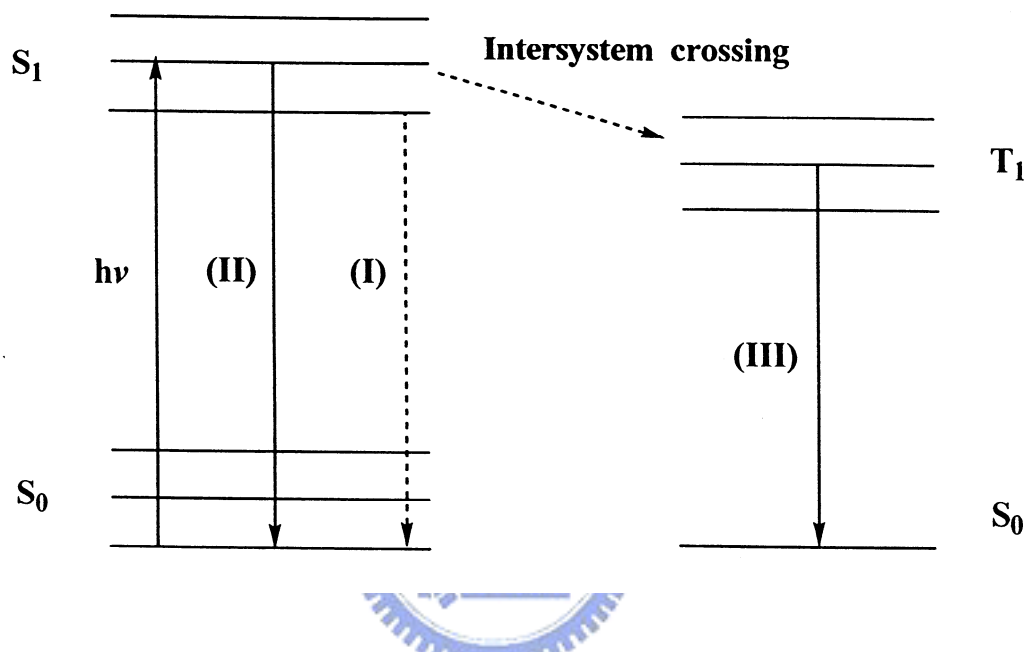 S₁
Intersystem crossing
T₁
hν
(II)
(I)
(III)
S₀
S₀